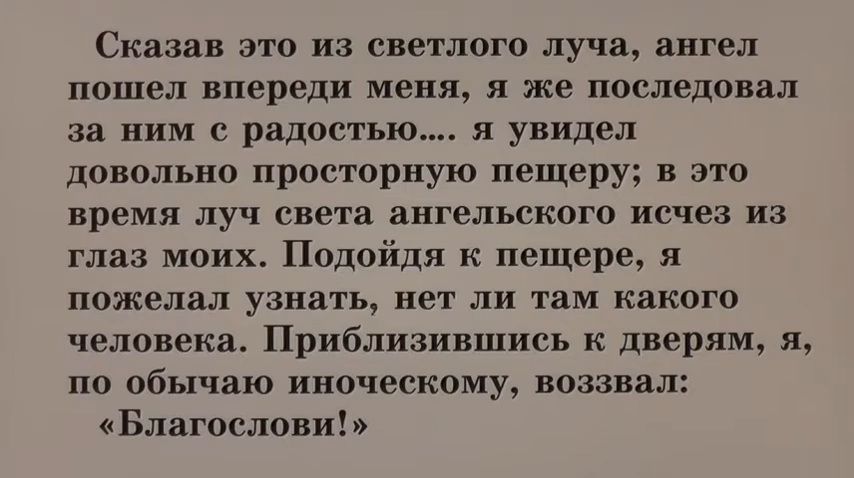 Сказав это из светлого луча, ангел
пошел впереди меня, я же последовал
за ним с радостью.... я увидел
довольно просторную пещеру; в это
время луч света ангельского исчез из
глаз моих. Подойдя к пещере, я
пожелал узнать, нет ли там какого
человека. Приблизившись к дверям, я,
по обычаю иноческому, воззвал:
«Благослови!»